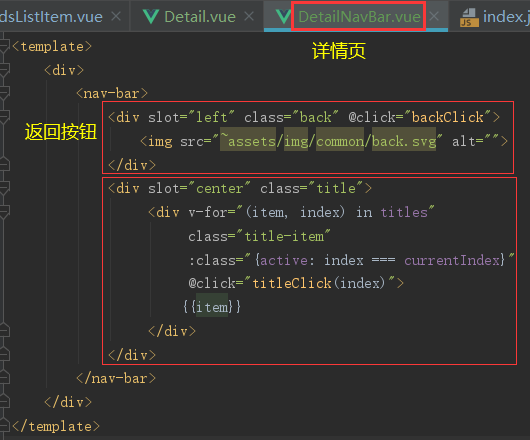 dsListItem.vue × Detail.vue × DetailNavBar.vue × index.j
<template>
详情页
<div>
<nav-bar>
返回按钮
<div slot="left" class="back" @click="backClick">
<img src="~assets/img/common/back.svg" alt="">
</div>
<div slot="center" class="title">
<div v-for="(item, index) in titles"
class="title-item"
:class="{active: index === currentIndex}"
@click="titleClick(index)">
{{item}}
</div>
</div>
</nav-bar>
</div>
</template>